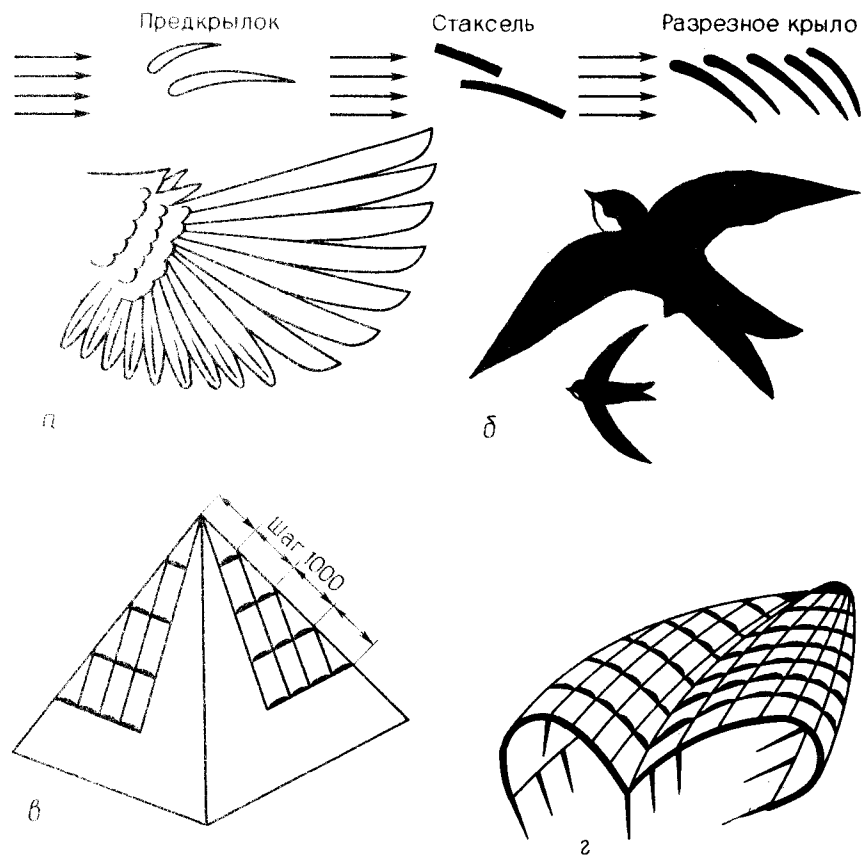 Предкрылок
Стаксель
Разрезное крыло
а
б
Шаг 1000
в
г